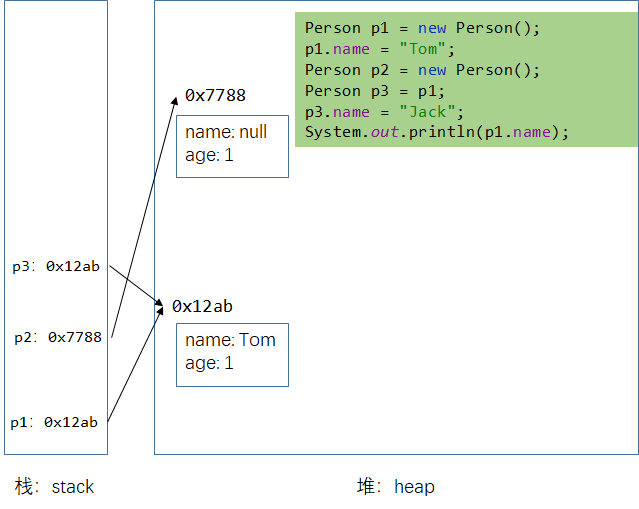 Person p1 = new Person();
p1.name = "Tom";
Person p2 = new Person();
Person p3 = p1;
p3.name = "Jack";
System.out.println(p1.name);
0x7788
name: null
age: 1
p3：0x12ab
0x12ab
p2：0x7788
name: Tom
age: 1
p1：0x12ab
栈：stack
堆：heap